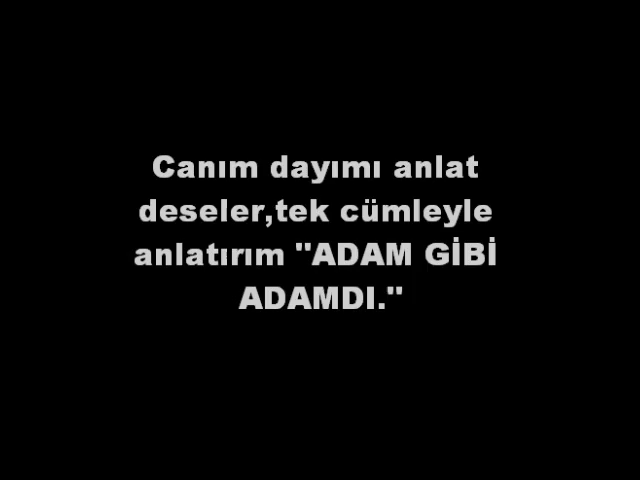 Canım dayımı anlat
deseler,tek cümleyle
anlatırım "ADAM GİBİ
ADAMDI."